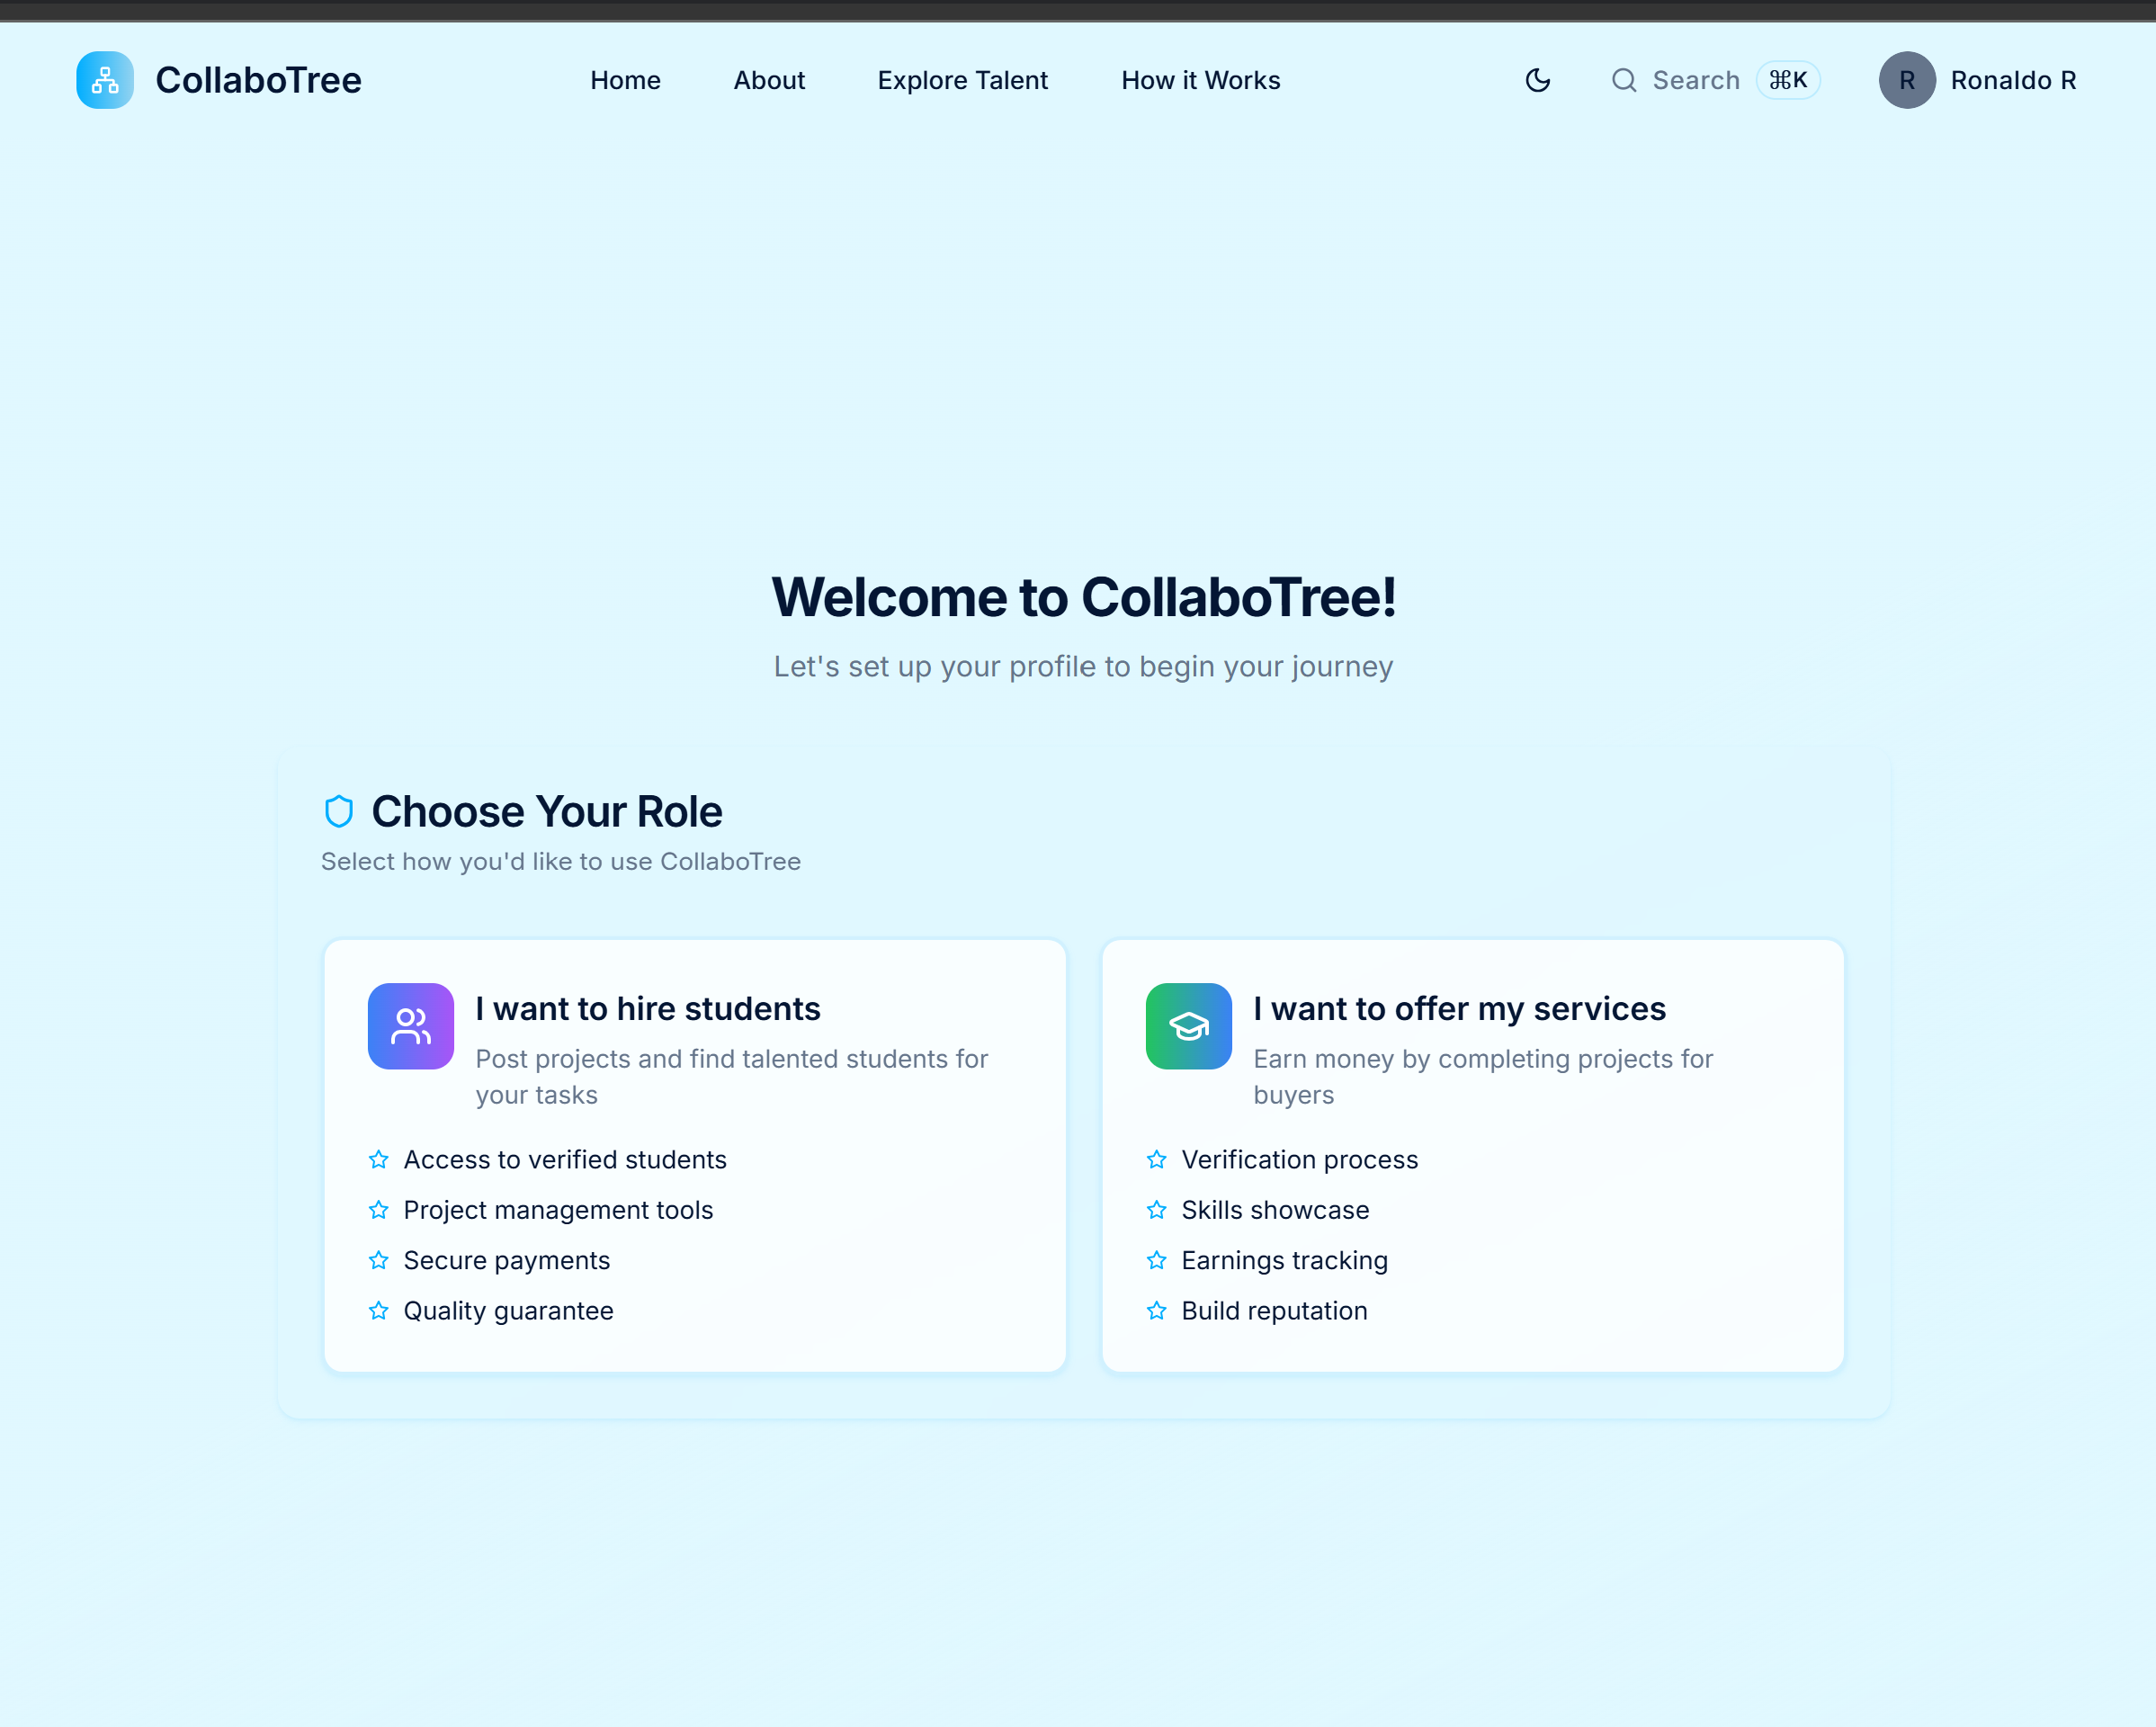 CollaboTree
Home
About
Explore Talent
How it Works
Search
⌘K
R
Ronaldo R
Welcome to CollaboTree!
Let's set up your profile to begin your journey
Choose Your Role
Select how you'd like to use CollaboTree
I want to hire students
Post projects and find talented students for
your tasks
Access to verified students
Project management tools
Secure payments
Quality guarantee
I want to offer my services
Earn money by completing projects for
buyers
Verification process
Skills showcase
Earnings tracking
Build reputation